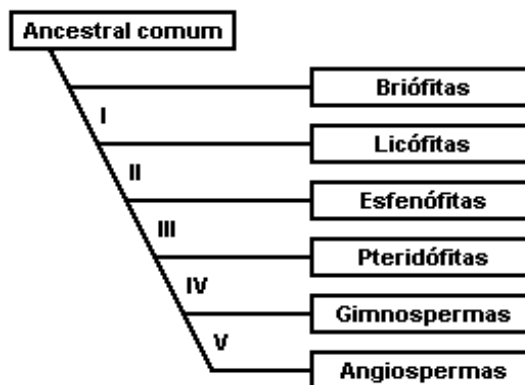 Ancestral comum
Briófitas
I
Licófitas
II
Esfenófitas
III
Pteridófitas
IV
Gimnospermas
V
Angiospermas